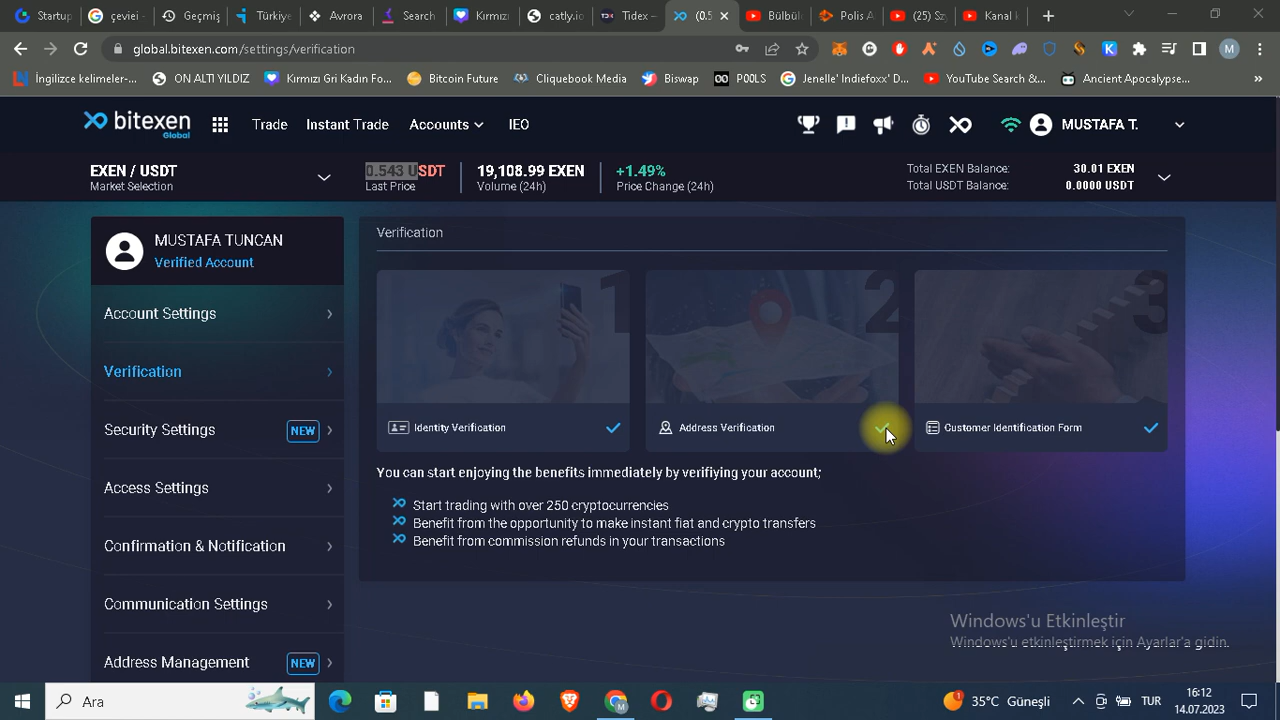 Startup
çeviei -
Geçmiş
Türkiye
Avrora
Search
Kırmızı
catly.io
Tidex —
(0.5
Bülbül
Polis A
(25) Szy
Kanal k
global.bitexen.com/settings/verification
M
İngilizce kelimeler-...
ON ALTI YILDIZ
Kırmızı Gri Kadın Fo...
Bitcoin Future
Cliquebook Media
Biswap
P00LS
Jenelle' Indiefoxx' D...
YouTube Search &...
Ancient Apocalypse...
»
bitexen
Global
Trade
Instant Trade
Accounts
IEO
MUSTAFA T.
EXEN / USDT
Market Selection
0.543 USDT
Last Price
19,108.99 EXEN
Volume (24h)
+1.49%
Price Change (24h)
Total EXEN Balance: 30.01 EXEN
Total USDT Balance: 0.0000 USDT
MUSTAFA TUNCAN
Verified Account
Account Settings
Verification
Security Settings NEW
Access Settings
Confirmation & Notification
Communication Settings
Address Management NEW
Verification
1
2
3
Identity Verification
Address Verification
Customer Identification Form
You can start enjoying the benefits immediately by verifiying your account;
Start trading with over 250 cryptocurrencies
Benefit from the opportunity to make instant fiat and crypto transfers
Benefit from commission refunds in your transactions
Windows'u Etkinleştir
Windows'u etkinleştirmek için Ayarlar'a gidin.
Ara
1
35°C Güneşli
TUR
16:12
14.07.2023